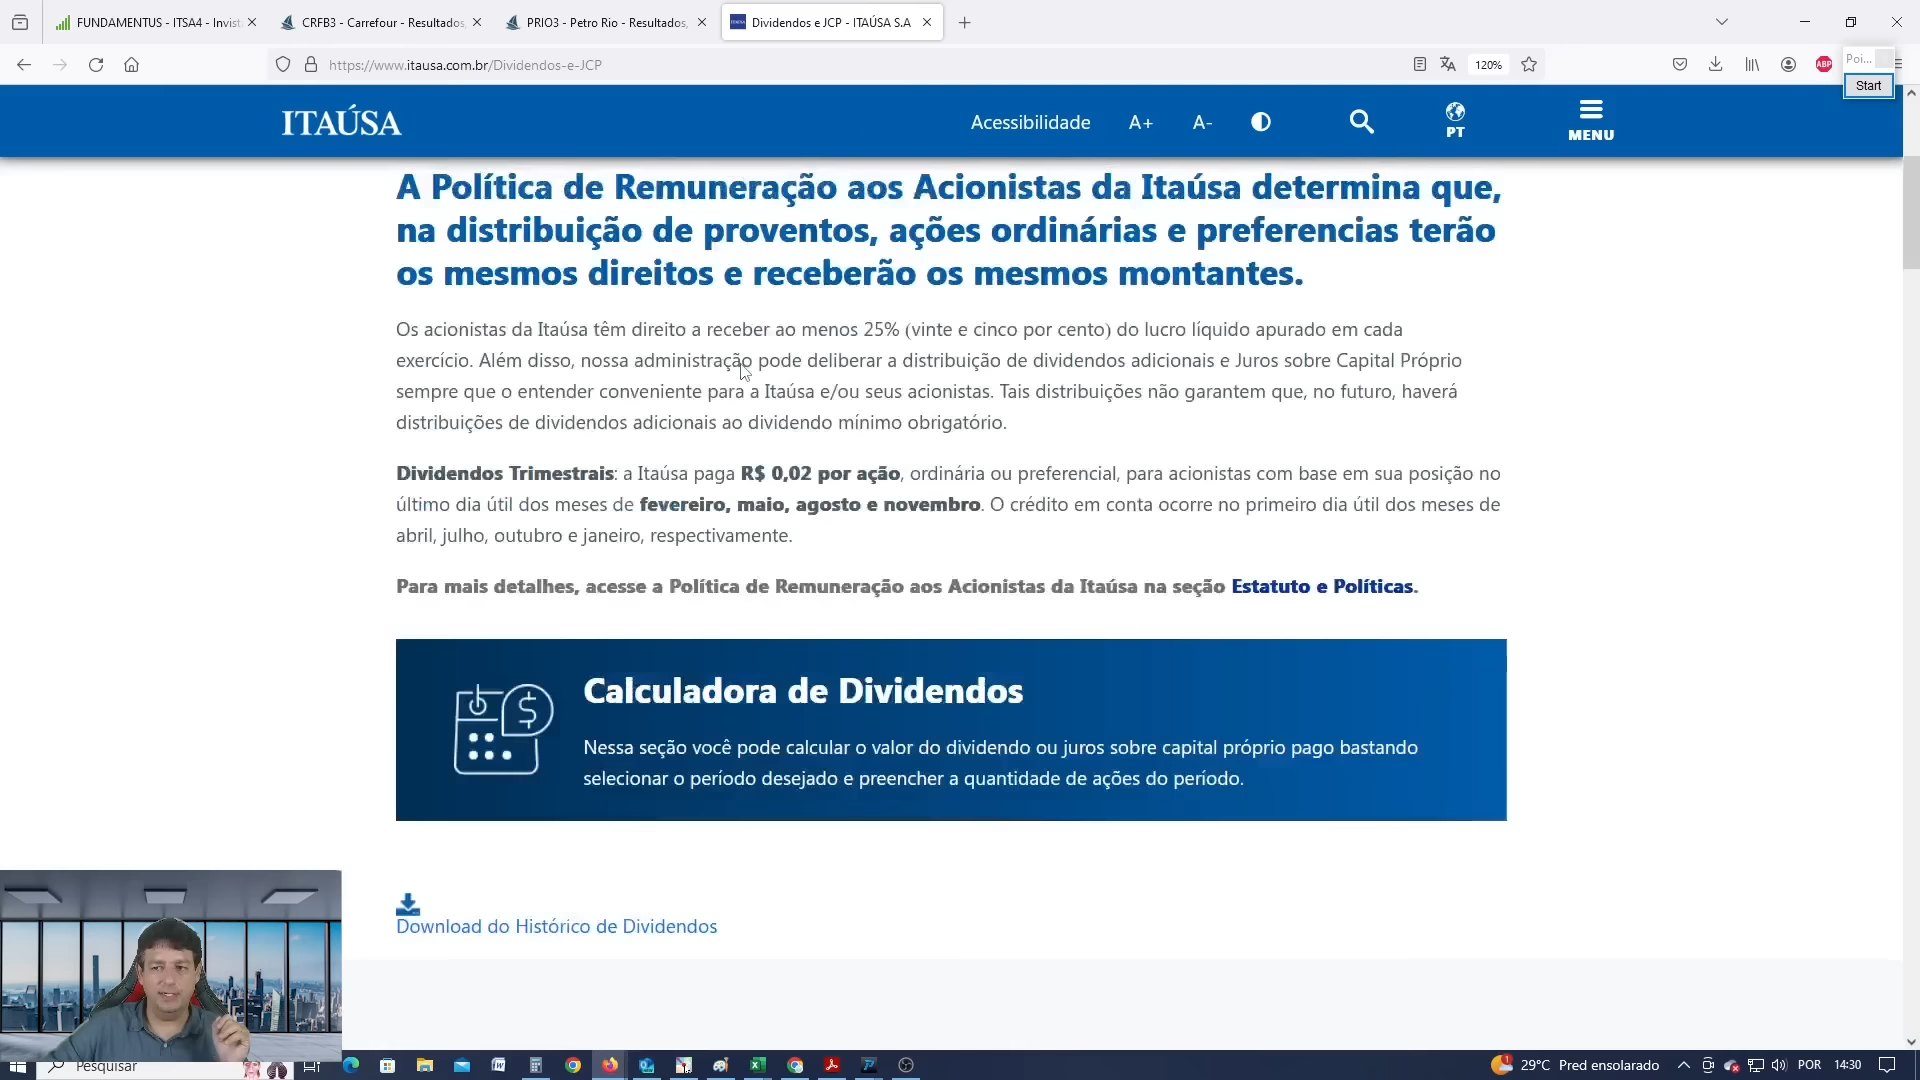 FUNDAMENTUS - ITSA4 - Invist
CRFB3 - Carrefour - Resultados,
PRIO3 - Petro Rio - Resultados,
Dividendos e JCP - ITAÚSA S.A
https://www.itausa.com.br/Dividendos-e-JCP
120%
ABP
Poi...
Start
ITAÚSA
Acessibilidade
A+
A-
PT
MENU
A Política de Remuneração aos Acionistas da Itaúsa determina que,
na distribuição de proventos, ações ordinárias e preferencias terão
os mesmos direitos e receberão os mesmos montantes.
Os acionistas da Itaúsa têm direito a receber ao menos 25% (vinte e cinco por cento) do lucro líquido apurado em cada
exercício. Além disso, nossa administração pode deliberar a distribuição de dividendos adicionais e Juros sobre Capital Próprio
sempre que o entender conveniente para a Itaúsa e/ou seus acionistas. Tais distribuições não garantem que, no futuro, haverá
distribuições de dividendos adicionais ao dividendo mínimo obrigatório.
Dividendos Trimestrais: a Itaúsa paga R$ 0,02 por ação, ordinária ou preferencial, para acionistas com base em sua posição no
último dia útil dos meses de fevereiro, maio, agosto e novembro. O crédito em conta ocorre no primeiro dia útil dos meses de
abril, julho, outubro e janeiro, respectivamente.
Para mais detalhes, acesse a Política de Remuneração aos Acionistas da Itaúsa na seção Estatuto e Políticas.
Calculadora de Dividendos
Nessa seção você pode calcular o valor do dividendo ou juros sobre capital próprio pago bastando
selecionar o período desejado e preencher a quantidade de ações do período.
Download do Histórico de Dividendos
Pesquisar
1
29°C Pred ensolarado
POR
14:30